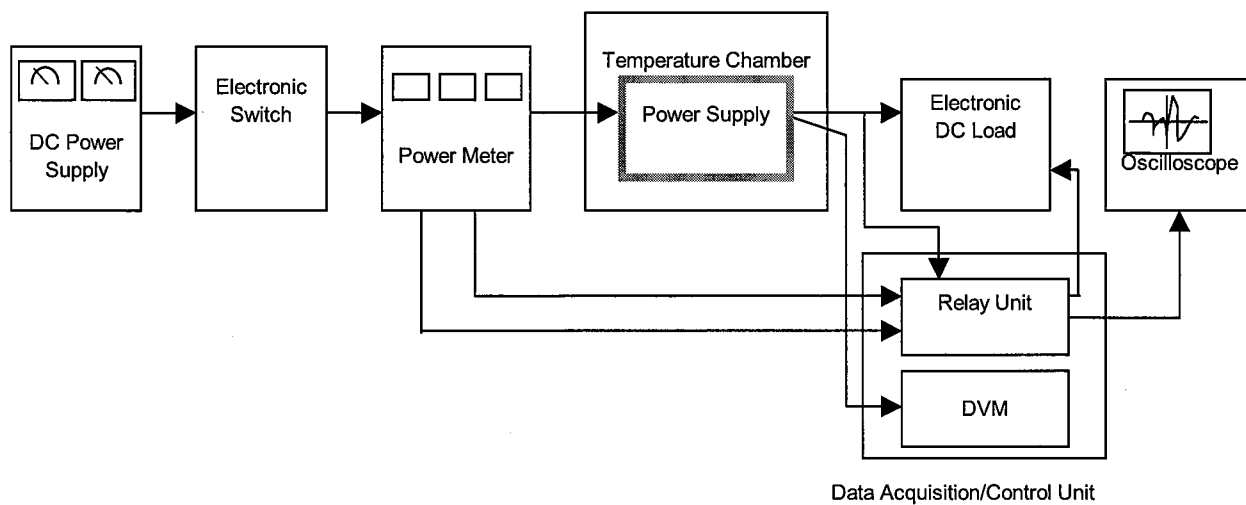 DC Power
Supply
Electronic
Switch
Power Meter
Temperature Chamber
Power Supply
Electronic
DC Load
Oscilloscope
Relay Unit
DVM
Data Acquisition/Control Unit